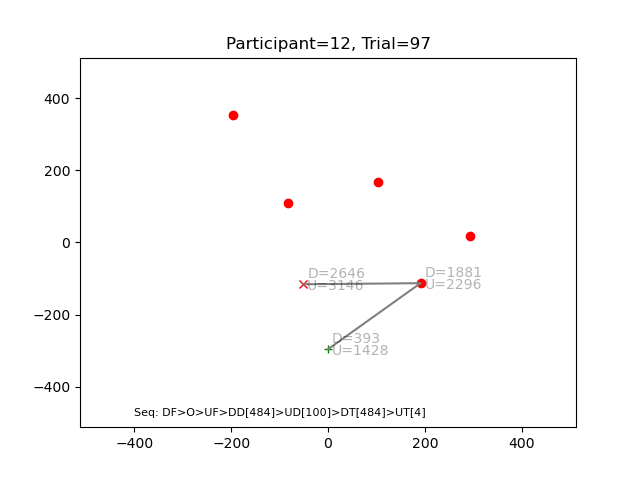 Participant=12, Trial=97
400
200
0
−200
−400
D=2646
U=3146
D=1881
U=2296
D=393
U=1428
Seq: DF>O>UF>DD[484]>UD[100]>DT[484]>UT[4]
−400
−200
0
200
400